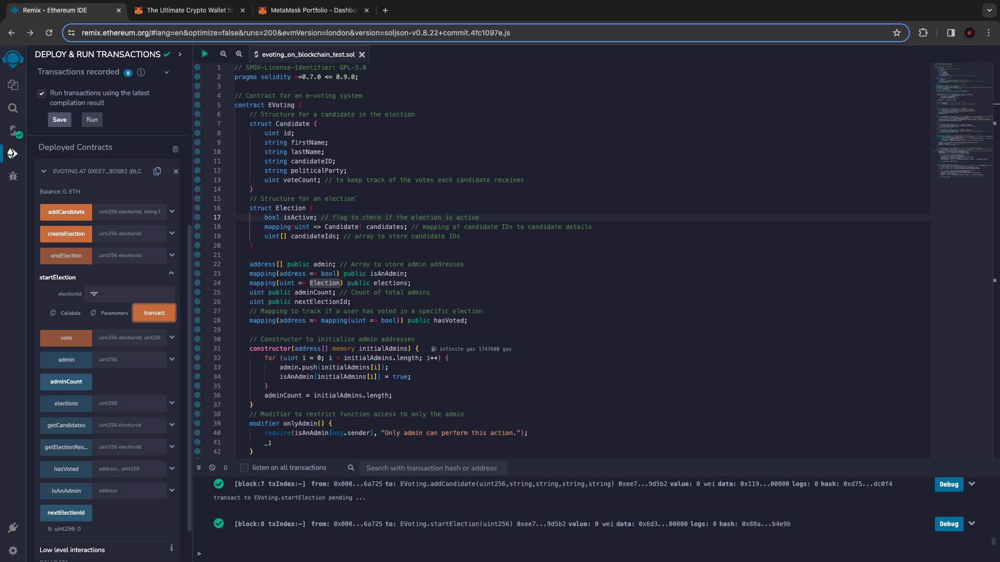 Remix - Ethereum IDE
The Ultimate Crypto Wallet fo
MetaMask Portfolio - Dashbo
remix.ethereum.org/#lang=en&optimize=false&runs=200&evmVersion=london&version=soljson-v0.8.22+commit.4fc1097e.js
DEPLOY & RUN TRANSACTIONS
Transactions recorded 8
Run transactions using the latest
compilation result
Save Run
Deployed Contracts
EVOTING AT 0XEE7...9D5B2 (BLO
Balance: 0. ETH
addCandidate uint256 electionId, string f
createElection uint256 electionId
endElection uint256 electionId
startElection
electionId: "0"
Calldata Parameters transact
vote uint256 electionId, uint256
admin uint256
adminCount
elections uint256
getCandidates uint256 electionId
getElectionRes... uint256 electionId
hasVoted address , uint256
isAnAdmin address
nextElectionId
0: uint256: 0
Low level interactions
evoting_on_blockchain_test.sol
1 // SPDX-License-Identifier: GPL-3.0
2 pragma solidity >=0.7.0 <= 0.9.0;
3
4 // Contract for an e-voting system
5 contract EVoting {
6 // Structure for a candidate in the election
7 struct Candidate {
8 uint id;
9 string firstName;
10 string lastName;
11 string candidateID;
12 string politicalParty;
13 uint voteCount; // to keep track of the votes each candidate receives
14 }
15 // Structure for an election`
16 struct Election {
17 bool isActive; // flag to check if the election is active
18 mapping(uint => Candidate) candidates; // mapping of candidate IDs to candidate details
19 uint[] candidateIds; // array to store candidate IDs
20 }
21
22 address[] public admin; // Array to store admin addresses
23 mapping(address => bool) public isAnAdmin;
24 mapping(uint => Election) public elections;
25 uint public adminCount; // Count of total admins
26 uint public nextElectionId;
27 // Mapping to track if a user has voted in a specific election
28 mapping(address => mapping(uint => bool)) public hasVoted;
29
30 // Constructor to initialize admin addresses
31 constructor(address[] memory initialAdmins) { infinite gas 1747600 gas
32 for (uint i = 0; i < initialAdmins.length; i++) {
33 admin.push(initialAdmins[i]);
34 isAnAdmin[initialAdmins[i]] = true;
35 }
36 adminCount = initialAdmins.length;
37 }
38 // Modifier to restrict function access to only the admin
39 modifier onlyAdmin() {
40 require(isAnAdmin[msg.sender], "Only admin can perform this action.");
41 _;
42 }
0 listen on all transactions Search with transaction hash or address
[block:7 txIndex:-] from: 0x000...6a725 to: EVoting.addCandidate(uint256,string,string,string,string) 0xee7...9d5b2 value: 0 wei data: 0x119...00000 logs: 0 hash: 0xd75...dc0f4 Debug
transact to EVoting.startElection pending ...
[block:8 txIndex:-] from: 0x000...6a725 to: EVoting.startElection(uint256) 0xee7...9d5b2 value: 0 wei data: 0x6d3...00000 logs: 0 hash: 0x88a...b4e9b Debug
>